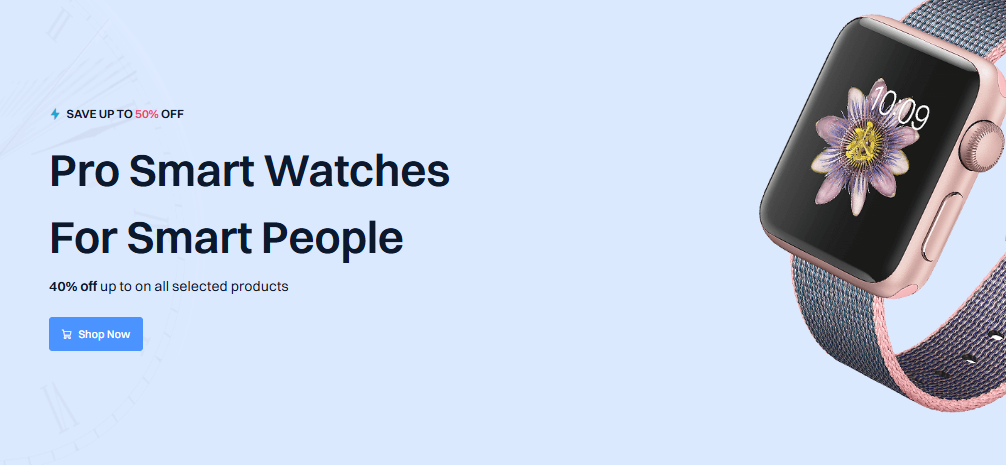 SAVE UP TO 50% OFF
Pro Smart Watches
For Smart People
40% off up to on all selected products
Shop Now
10:09